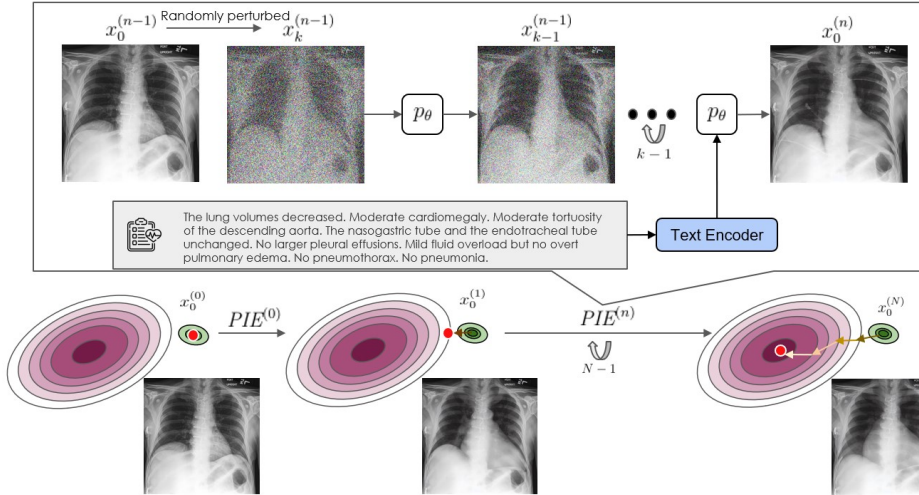 Randomly perturbed
x_0^{(n-1)} x_k^{(n-1)} x_{k-1}^{(n-1)} x_0^{(n)}
p_θ p_θ
k − 1
The lung volumes decreased. Moderate cardiomegaly. Moderate tortuosity
of the descending aorta. The nasogastric tube and the endotracheal tube
unchanged. No larger pleural effusions. Mild fluid overload but no overt
pulmonary edema. No pneumothorax. No pneumonia.
Text Encoder
x_0^{(0)} x_0^{(1)} x_0^{(N)}
PIE^{(0)} PIE^{(n)}
N − 1